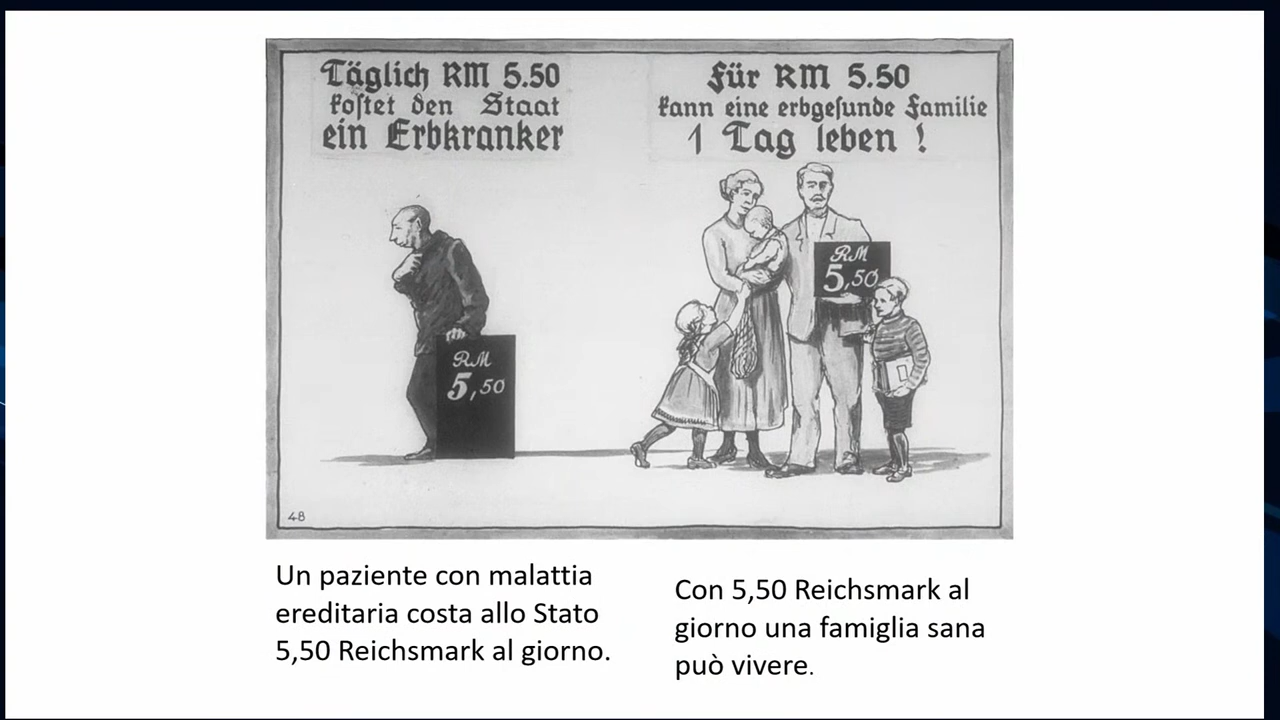 Täglich RM 5.50
koſtet den Staat
ein Erbkranker
Für RM 5.50
kann eine erbgeſunde Familie
1 Tag leben !
RM
5,50
RM
5,50
48
Un paziente con malattia
ereditaria costa allo Stato
5,50 Reichsmark al giorno.
Con 5,50 Reichsmark al
giorno una famiglia sana
può vivere.